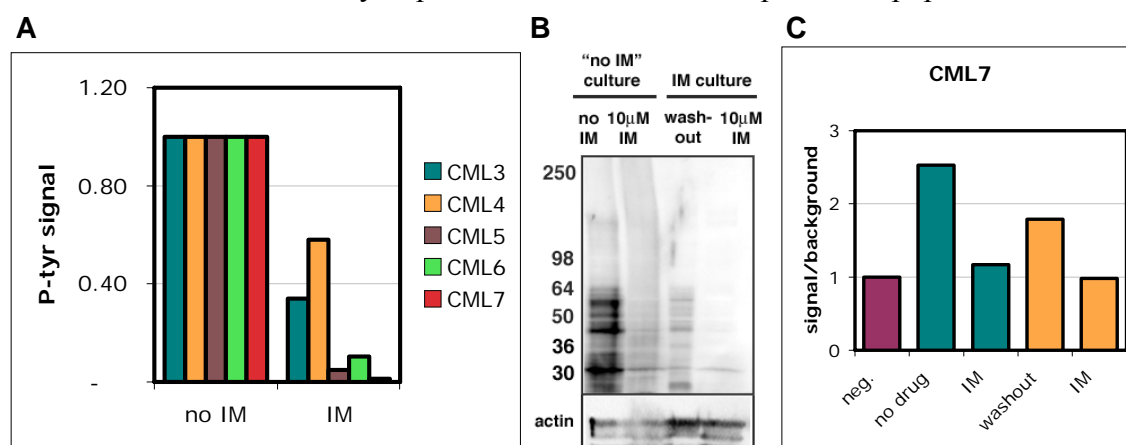 A
1.20
0.80
0.40
-
P-tyr signal
no IM
IM
CML3
CML4
CML5
CML6
CML7
B
“no IM”
culture
IM culture
no
IM
10μM
IM
wash-
out
10μM
IM
250
98
64
50
36
30
actin
C
CML7
3
2
1
0
signal/background
neg.
no drug
IM
washout
IM